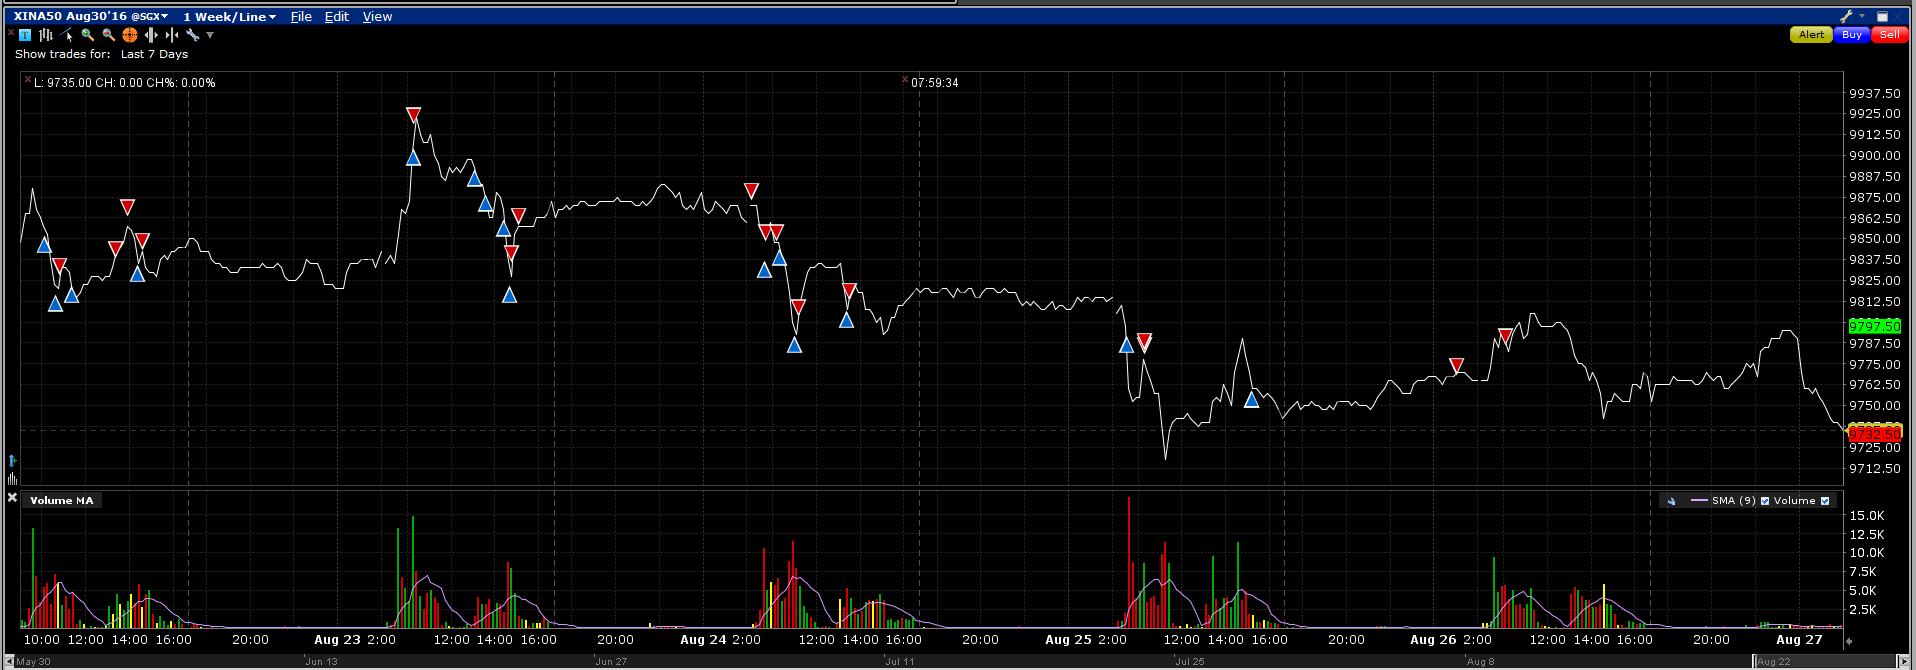 XINA50 Aug30'16 @SGX 1 Week/Line File Edit View
T Alert Buy Sell
Show trades for: Last 7 Days
L: 9735.00 CH: 0.00 CH%: 0.00% 07:59:34
9937.50
9925.00
9912.50
9900.00
9887.50
9875.00
9862.50
9850.00
9837.50
9825.00
9812.50
9797.50
9787.50
9775.00
9762.50
9750.00
9732.50
9725.00
9712.50
Volume MA SMA (9) Volume
15.0K
12.5K
10.0K
7.5K
5.0K
2.5K
10:00 12:00 14:00 16:00 20:00 Aug 23 2:00 12:00 14:00 16:00 20:00 Aug 24 2:00 12:00 14:00 16:00 20:00 Aug 25 2:00 12:00 14:00 16:00 20:00 Aug 26 2:00 12:00 14:00 16:00 20:00 Aug 27
May 30 Jun 13 Jun 27 Jul 11 Jul 25 Aug 8 Aug 22